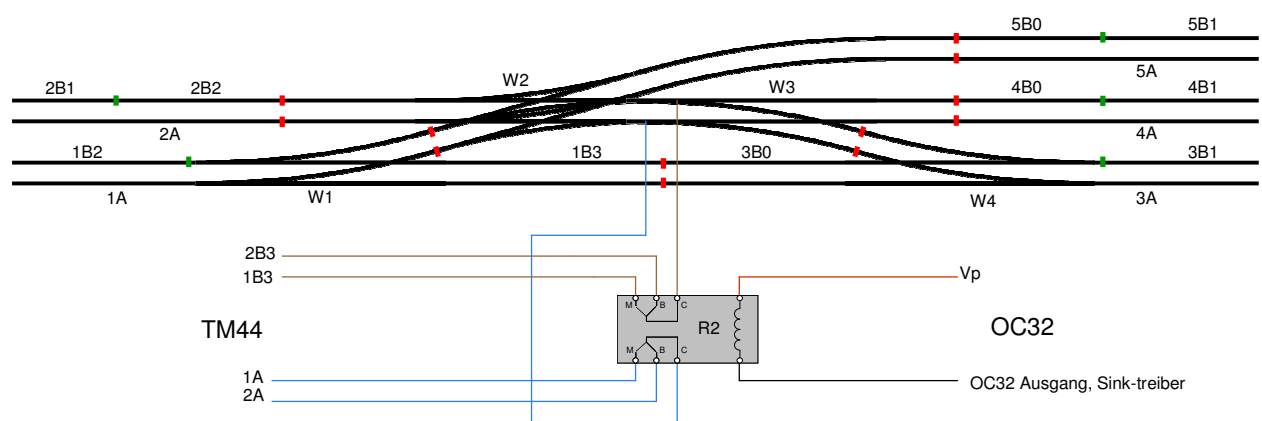 5B0 5B1
2B1 2B2 W2 W3 4B0 4B1
5A
2A 4A
1B2 1B3 3B0 3B1
1A W1 W4 3A
2B3
1B3
Vp
M B C
TM44 R2 OC32
M B C
1A
2A
OC32 Ausgang, Sink-treiber